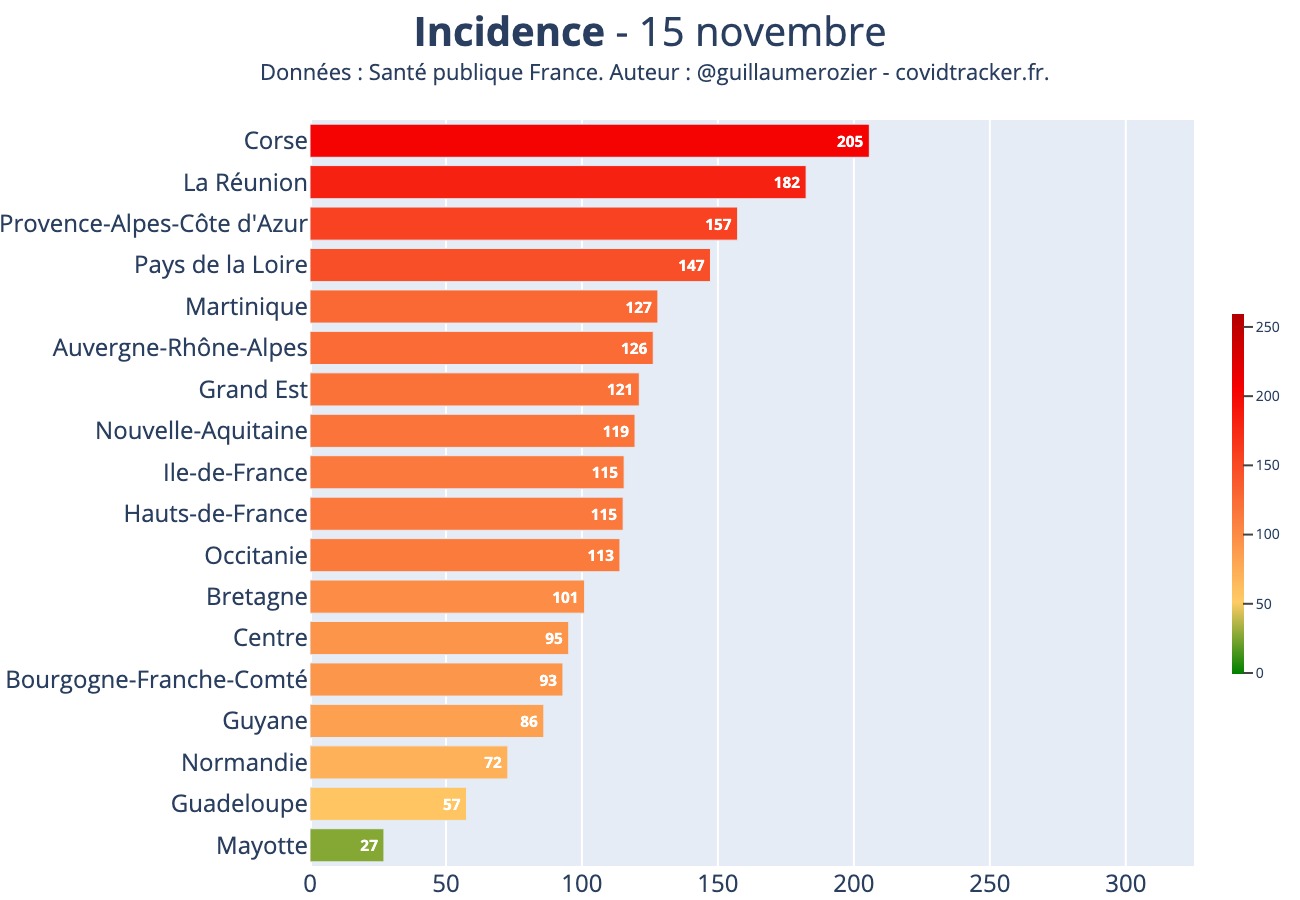 Incidence - 15 novembre
Données : Santé publique France. Auteur : @guillaumerozier - covidtracker.fr.
Corse 205
La Réunion 182
Provence-Alpes-Côte d'Azur 157
Pays de la Loire 147
Martinique 127
Auvergne-Rhône-Alpes 126
Grand Est 121
Nouvelle-Aquitaine 119
Ile-de-France 115
Hauts-de-France 115
Occitanie 113
Bretagne 101
Centre 95
Bourgogne-Franche-Comté 93
Guyane 86
Normandie 72
Guadeloupe 57
Mayotte 27
0 50 100 150 200 250 300
250
200
150
100
50
0